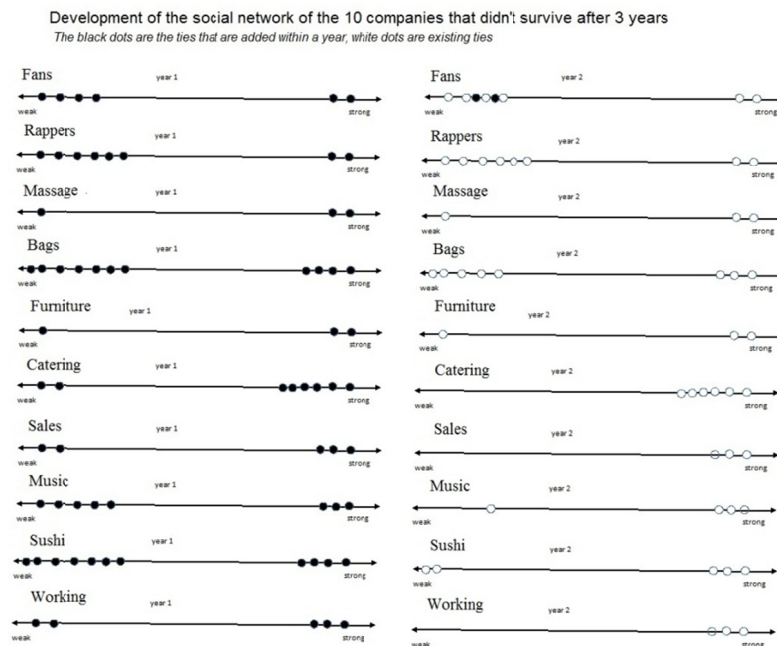 Development of the social network of the 10 companies that didn't survive after 3 years
The black dots are the ties that are added within a year, white dots are existing ties
Fans year 1
weak strong
Rappers year 1
weak strong
Massage year 1
weak strong
Bags year 1
weak strong
Furniture year 1
weak strong
Catering year 1
weak strong
Sales year 1
weak strong
Music year 1
weak strong
Sushi year 1
weak strong
Working year 1
weak strong
Fans year 2
weak strong
Rappers year 2
weak strong
Massage year 2
weak strong
Bags year 2
weak strong
Furniture year 2
weak strong
Catering year 2
weak strong
Sales year 2
weak strong
Music year 2
weak strong
Sushi year 2
weak strong
Working year 2
weak strong